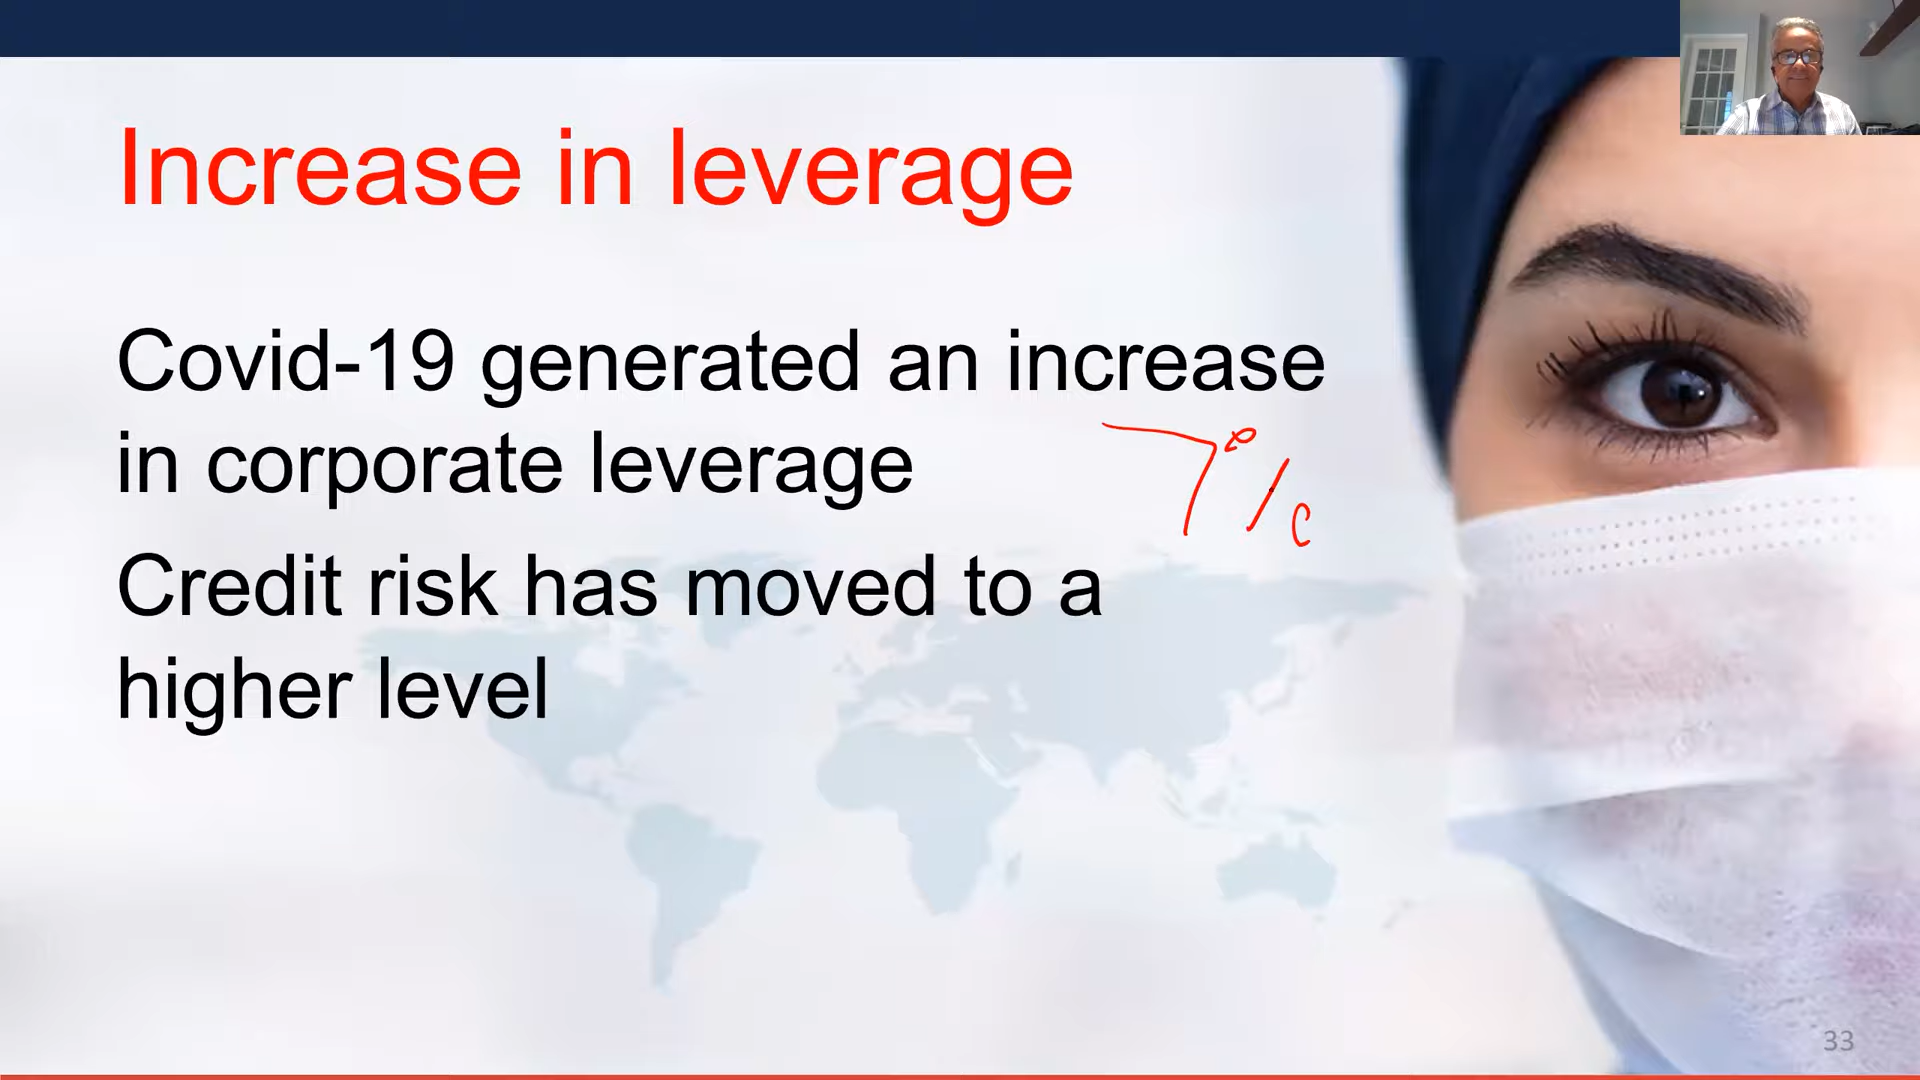 Increase in leverage
Covid-19 generated an increase
in corporate leverage
7%
Credit risk has moved to a
higher level
33